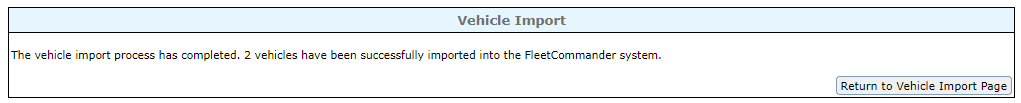 Vehicle Import
The vehicle import process has completed. 2 vehicles have been successfully imported into the FleetCommander system.
Return to Vehicle Import Page